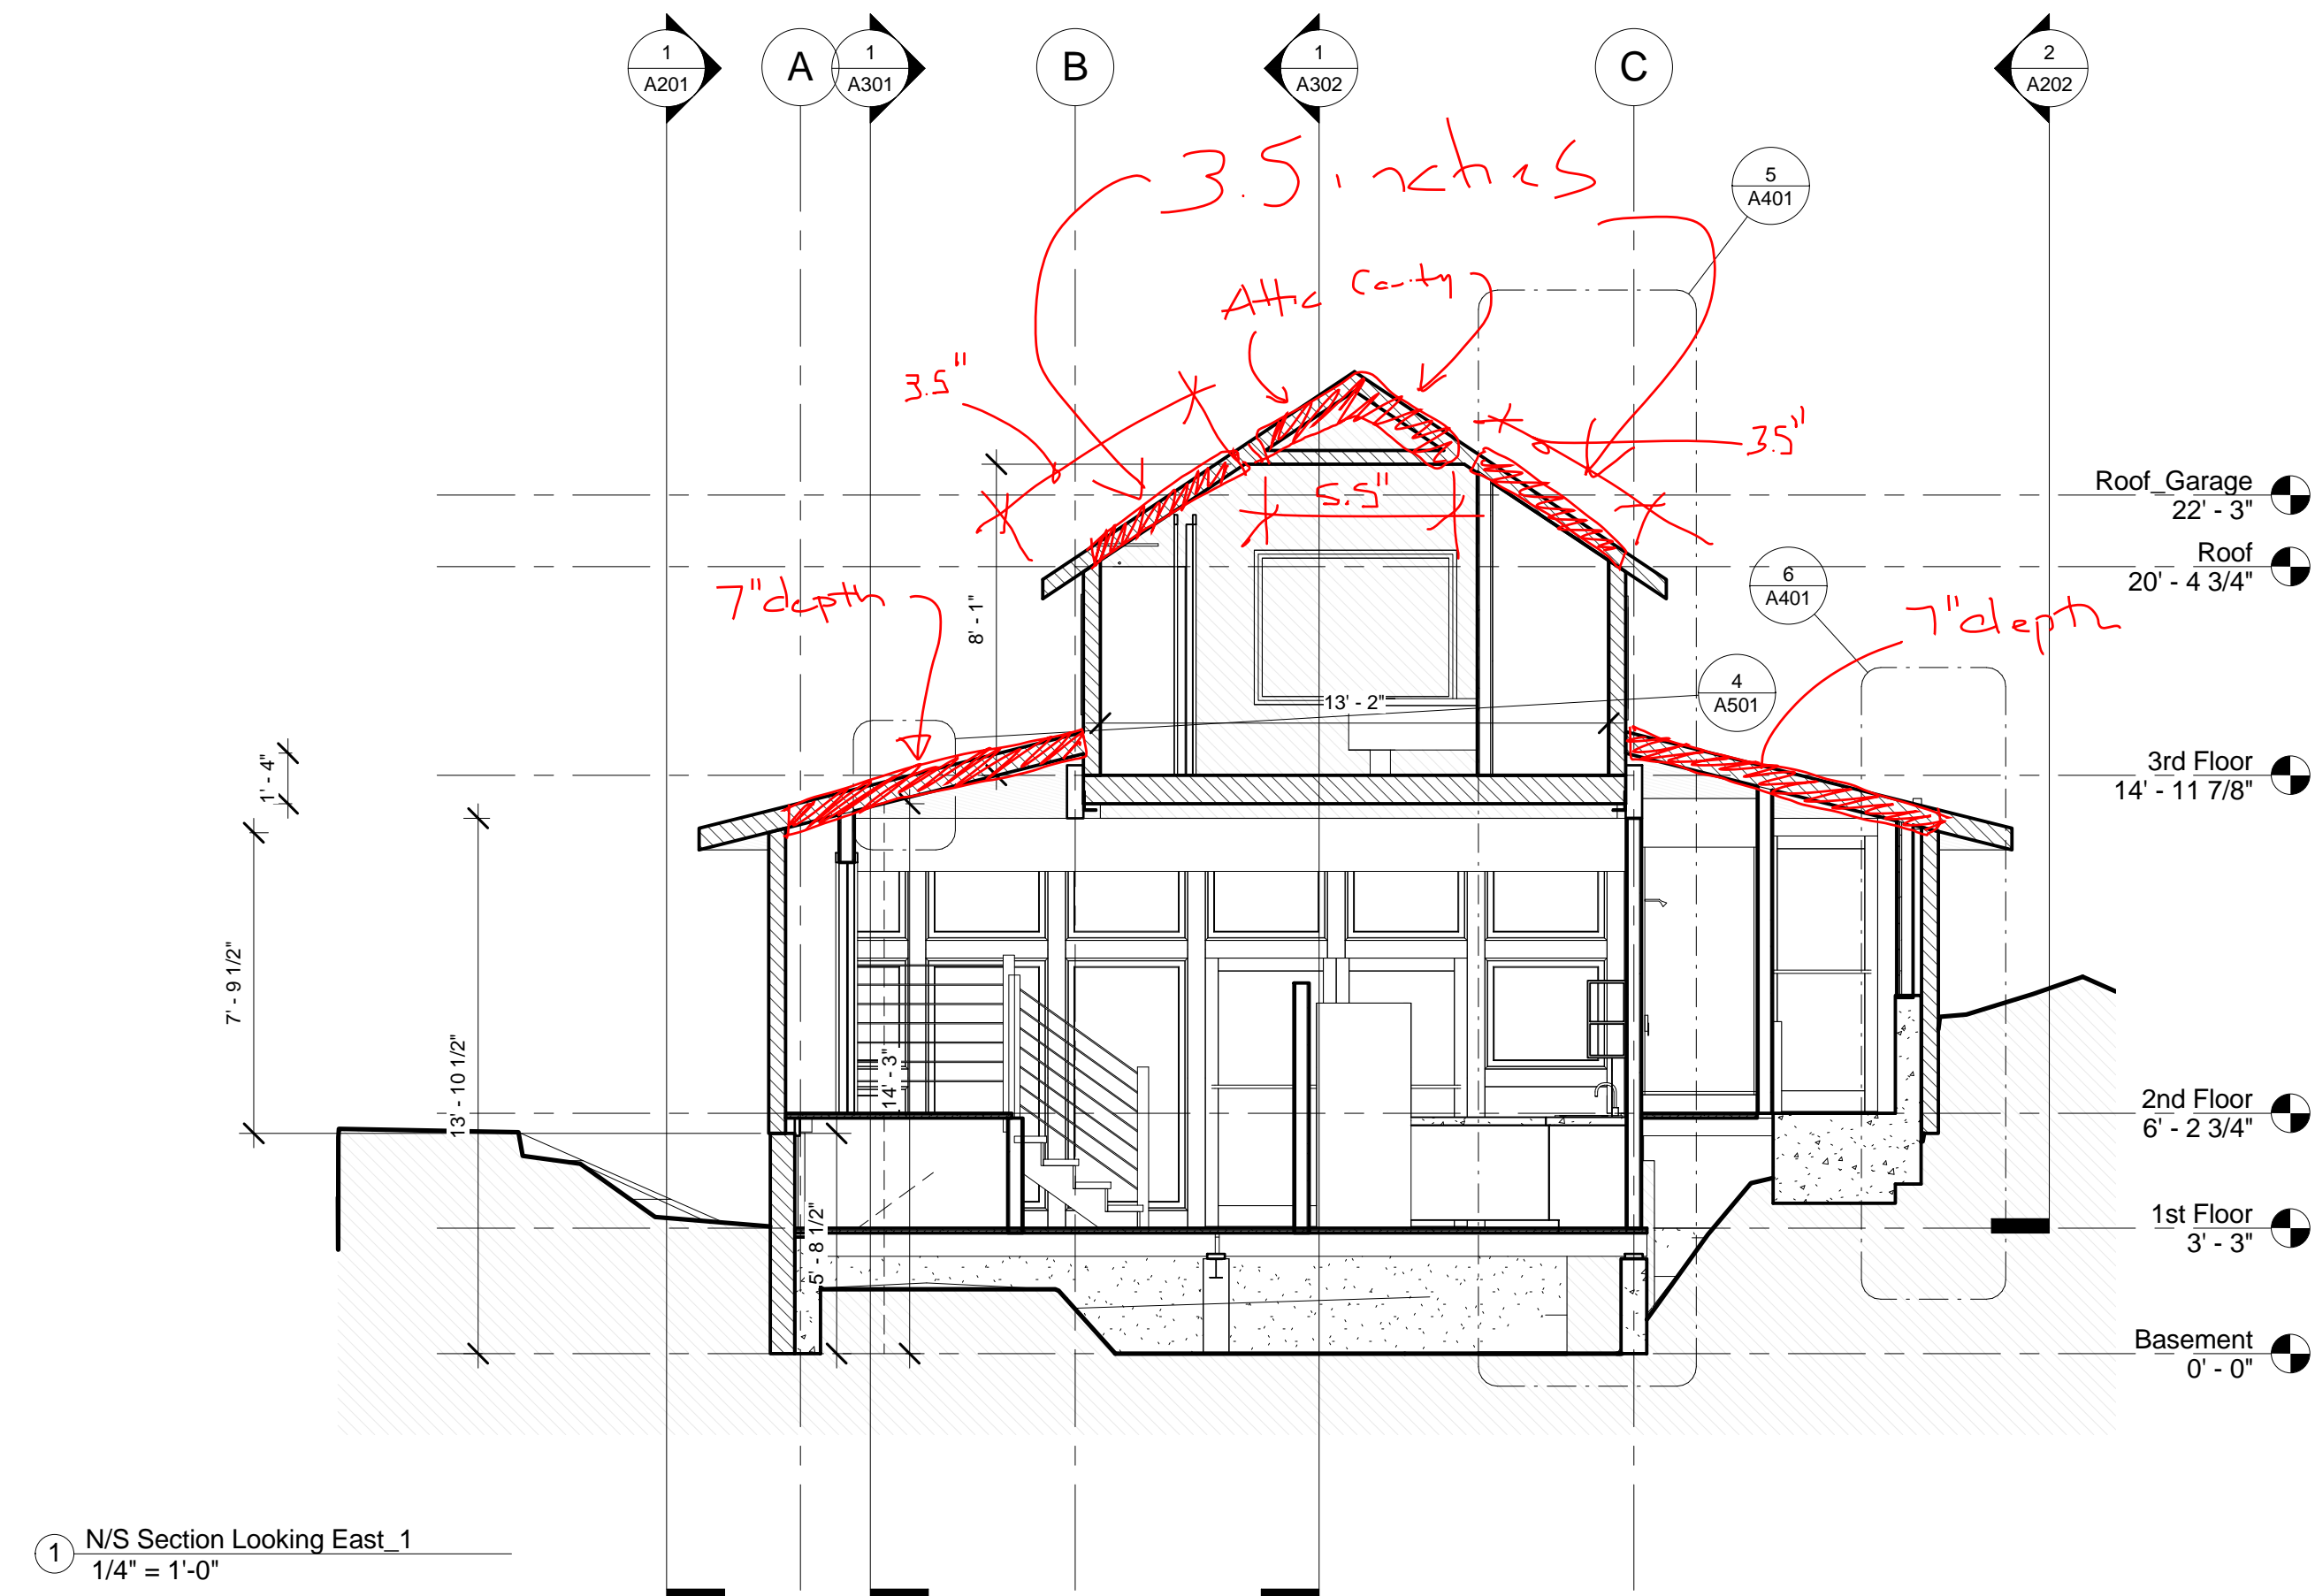 1
A201
A
1
A301
B
1
A302
C
2
A202
3.5 inches
5
A401
Attic Cavity
3.5"
3.5"
5.5"
Roof_Garage
22' - 3"
Roof
20' - 4 3/4"
6
A401
7" depth
7" depth
8' - 1"
4
A501
13' - 2"
1' - 4"
3rd Floor
14' - 11 7/8"
7' - 9 1/2"
13' - 10 1/2"
14' - 3"
2nd Floor
6' - 2 3/4"
5' - 8 1/2"
1st Floor
3' - 3"
Basement
0' - 0"
1
N/S Section Looking East_1
1/4" = 1'-0"